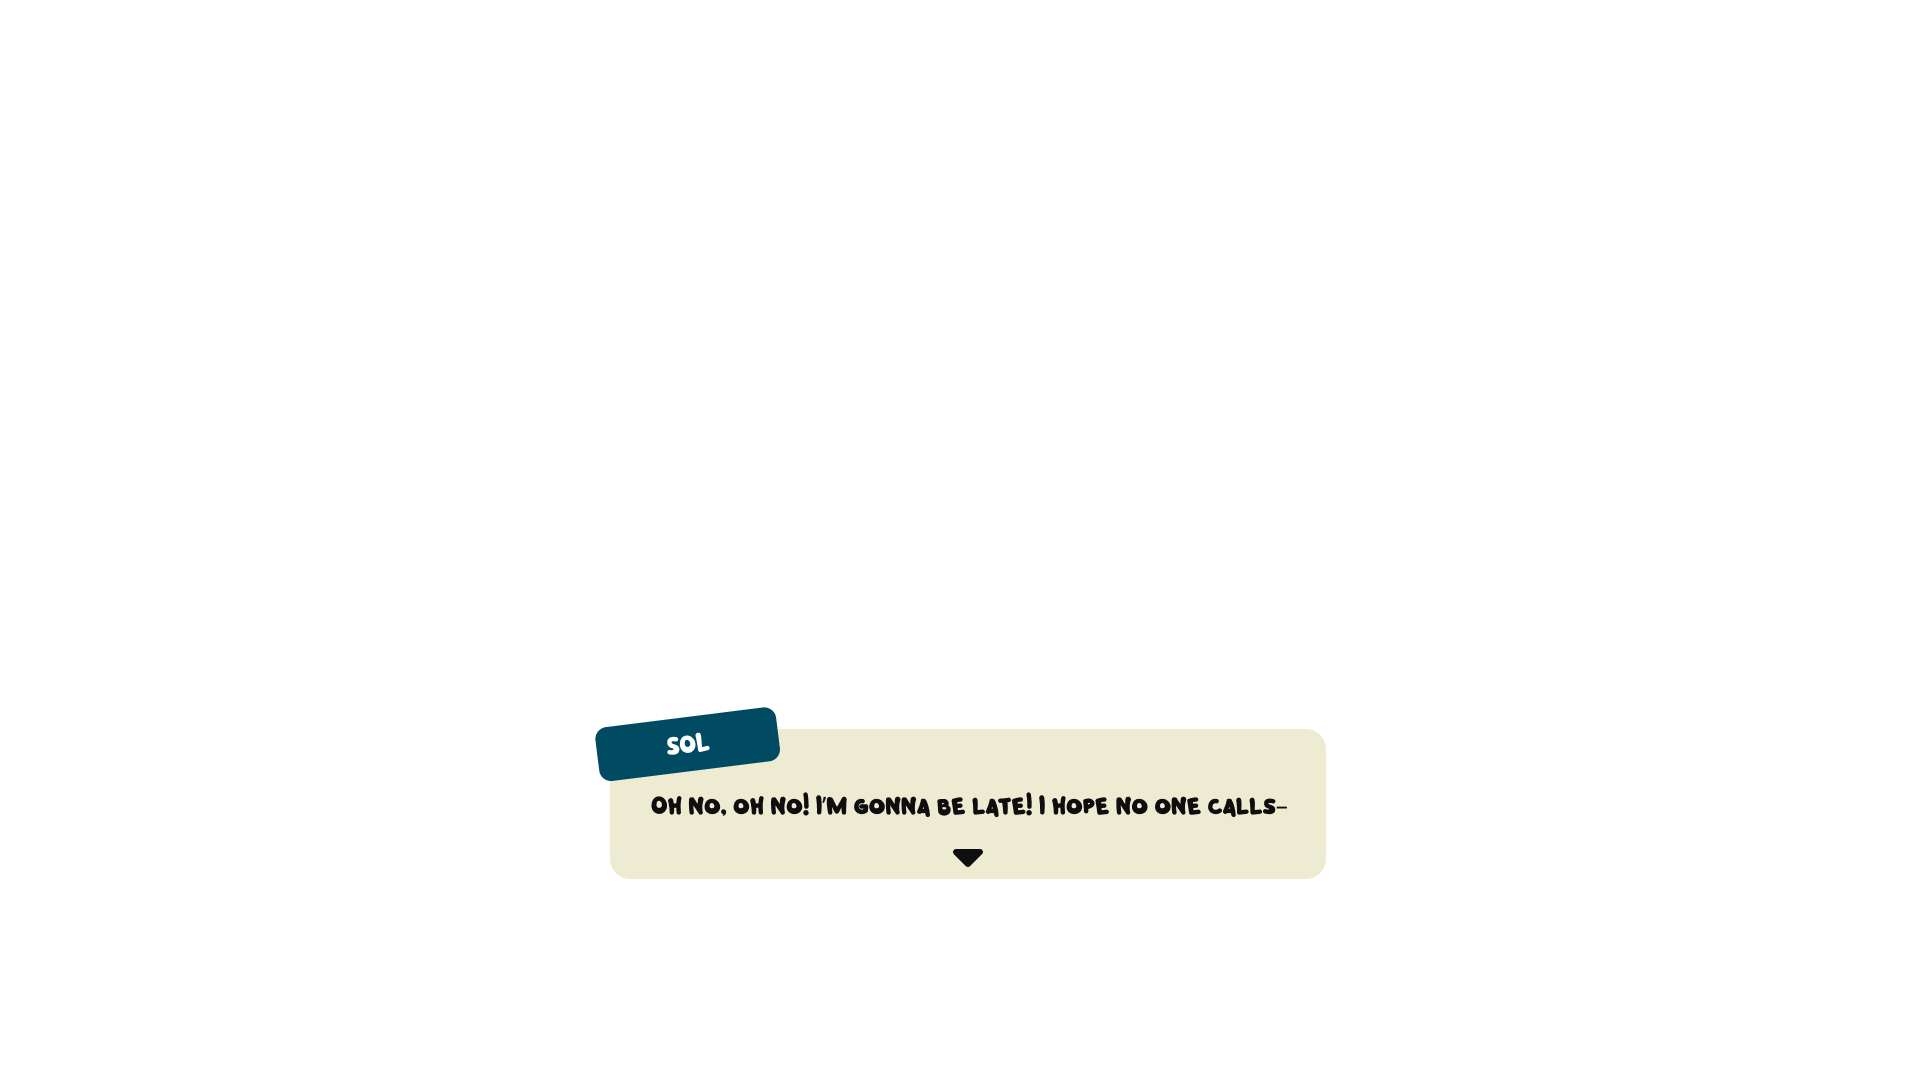 SOL
OH NO, OH NO! I'M GONNA BE LATE! I HOPE NO ONE CALLS–